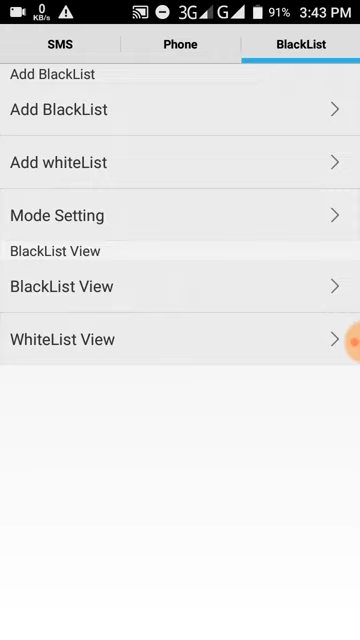 0
KB/s
3G
G
91%
3:43 PM
SMS
Phone
BlackList
Add BlackList
Add BlackList
Add whiteList
Mode Setting
BlackList View
BlackList View
WhiteList View